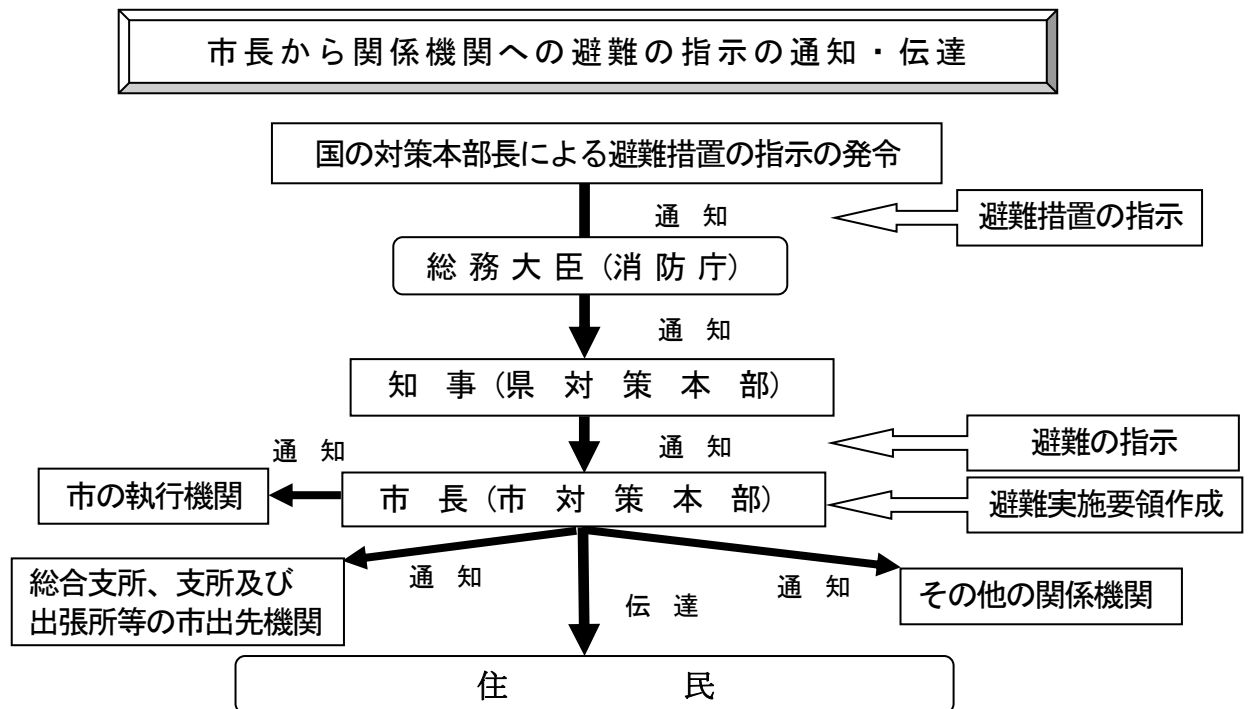 市長から関係機関への避難の指示の通知・伝達
国の対策本部長による避難措置の指示の発令
通 知
避難措置の指示
総務大臣(消防庁)
通 知
知 事(県 対 策 本 部)
通 知
避難の指示
通 知
市の執行機関
市 長(市 対 策 本 部)
避難実施要領作成
総合支所、支所及び
出張所等の市出先機関
通 知
伝 達
通 知
その他の関係機関
住 民